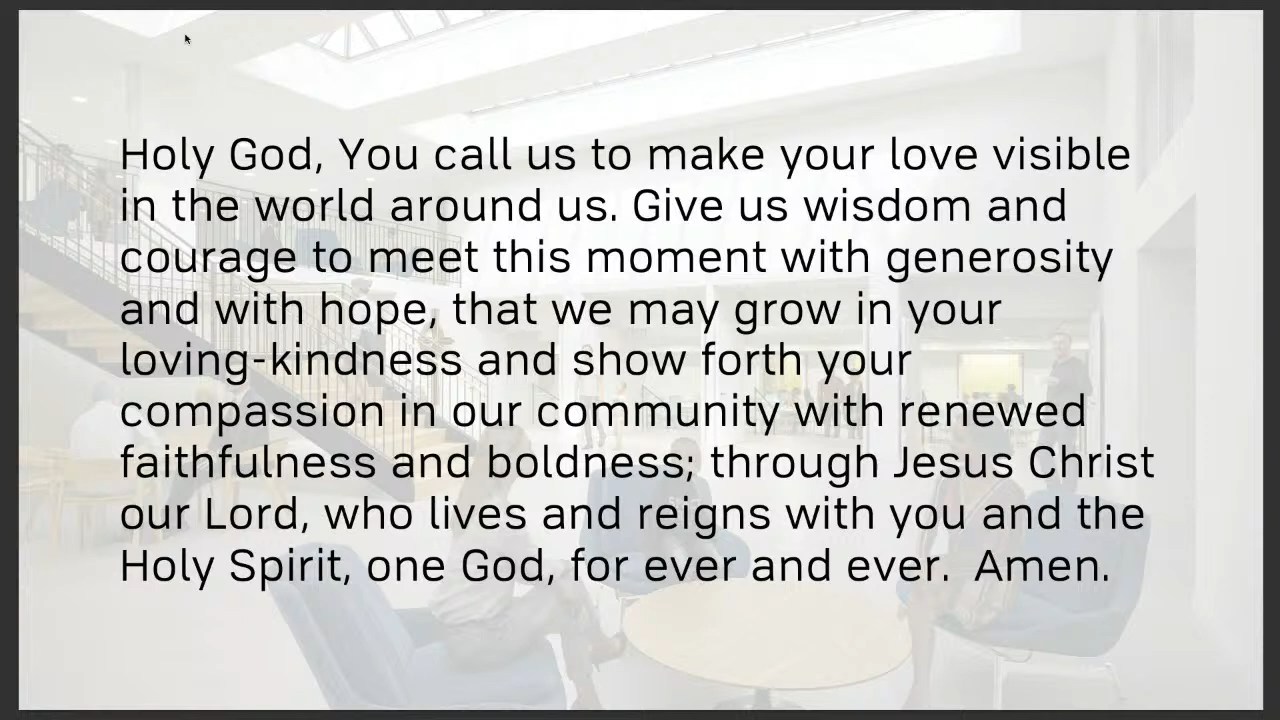 Holy God, You call us to make your love visible
in the world around us. Give us wisdom and
courage to meet this moment with generosity
and with hope, that we may grow in your
loving-kindness and show forth your
compassion in our community with renewed
faithfulness and boldness; through Jesus Christ
our Lord, who lives and reigns with you and the
Holy Spirit, one God, for ever and ever.  Amen.